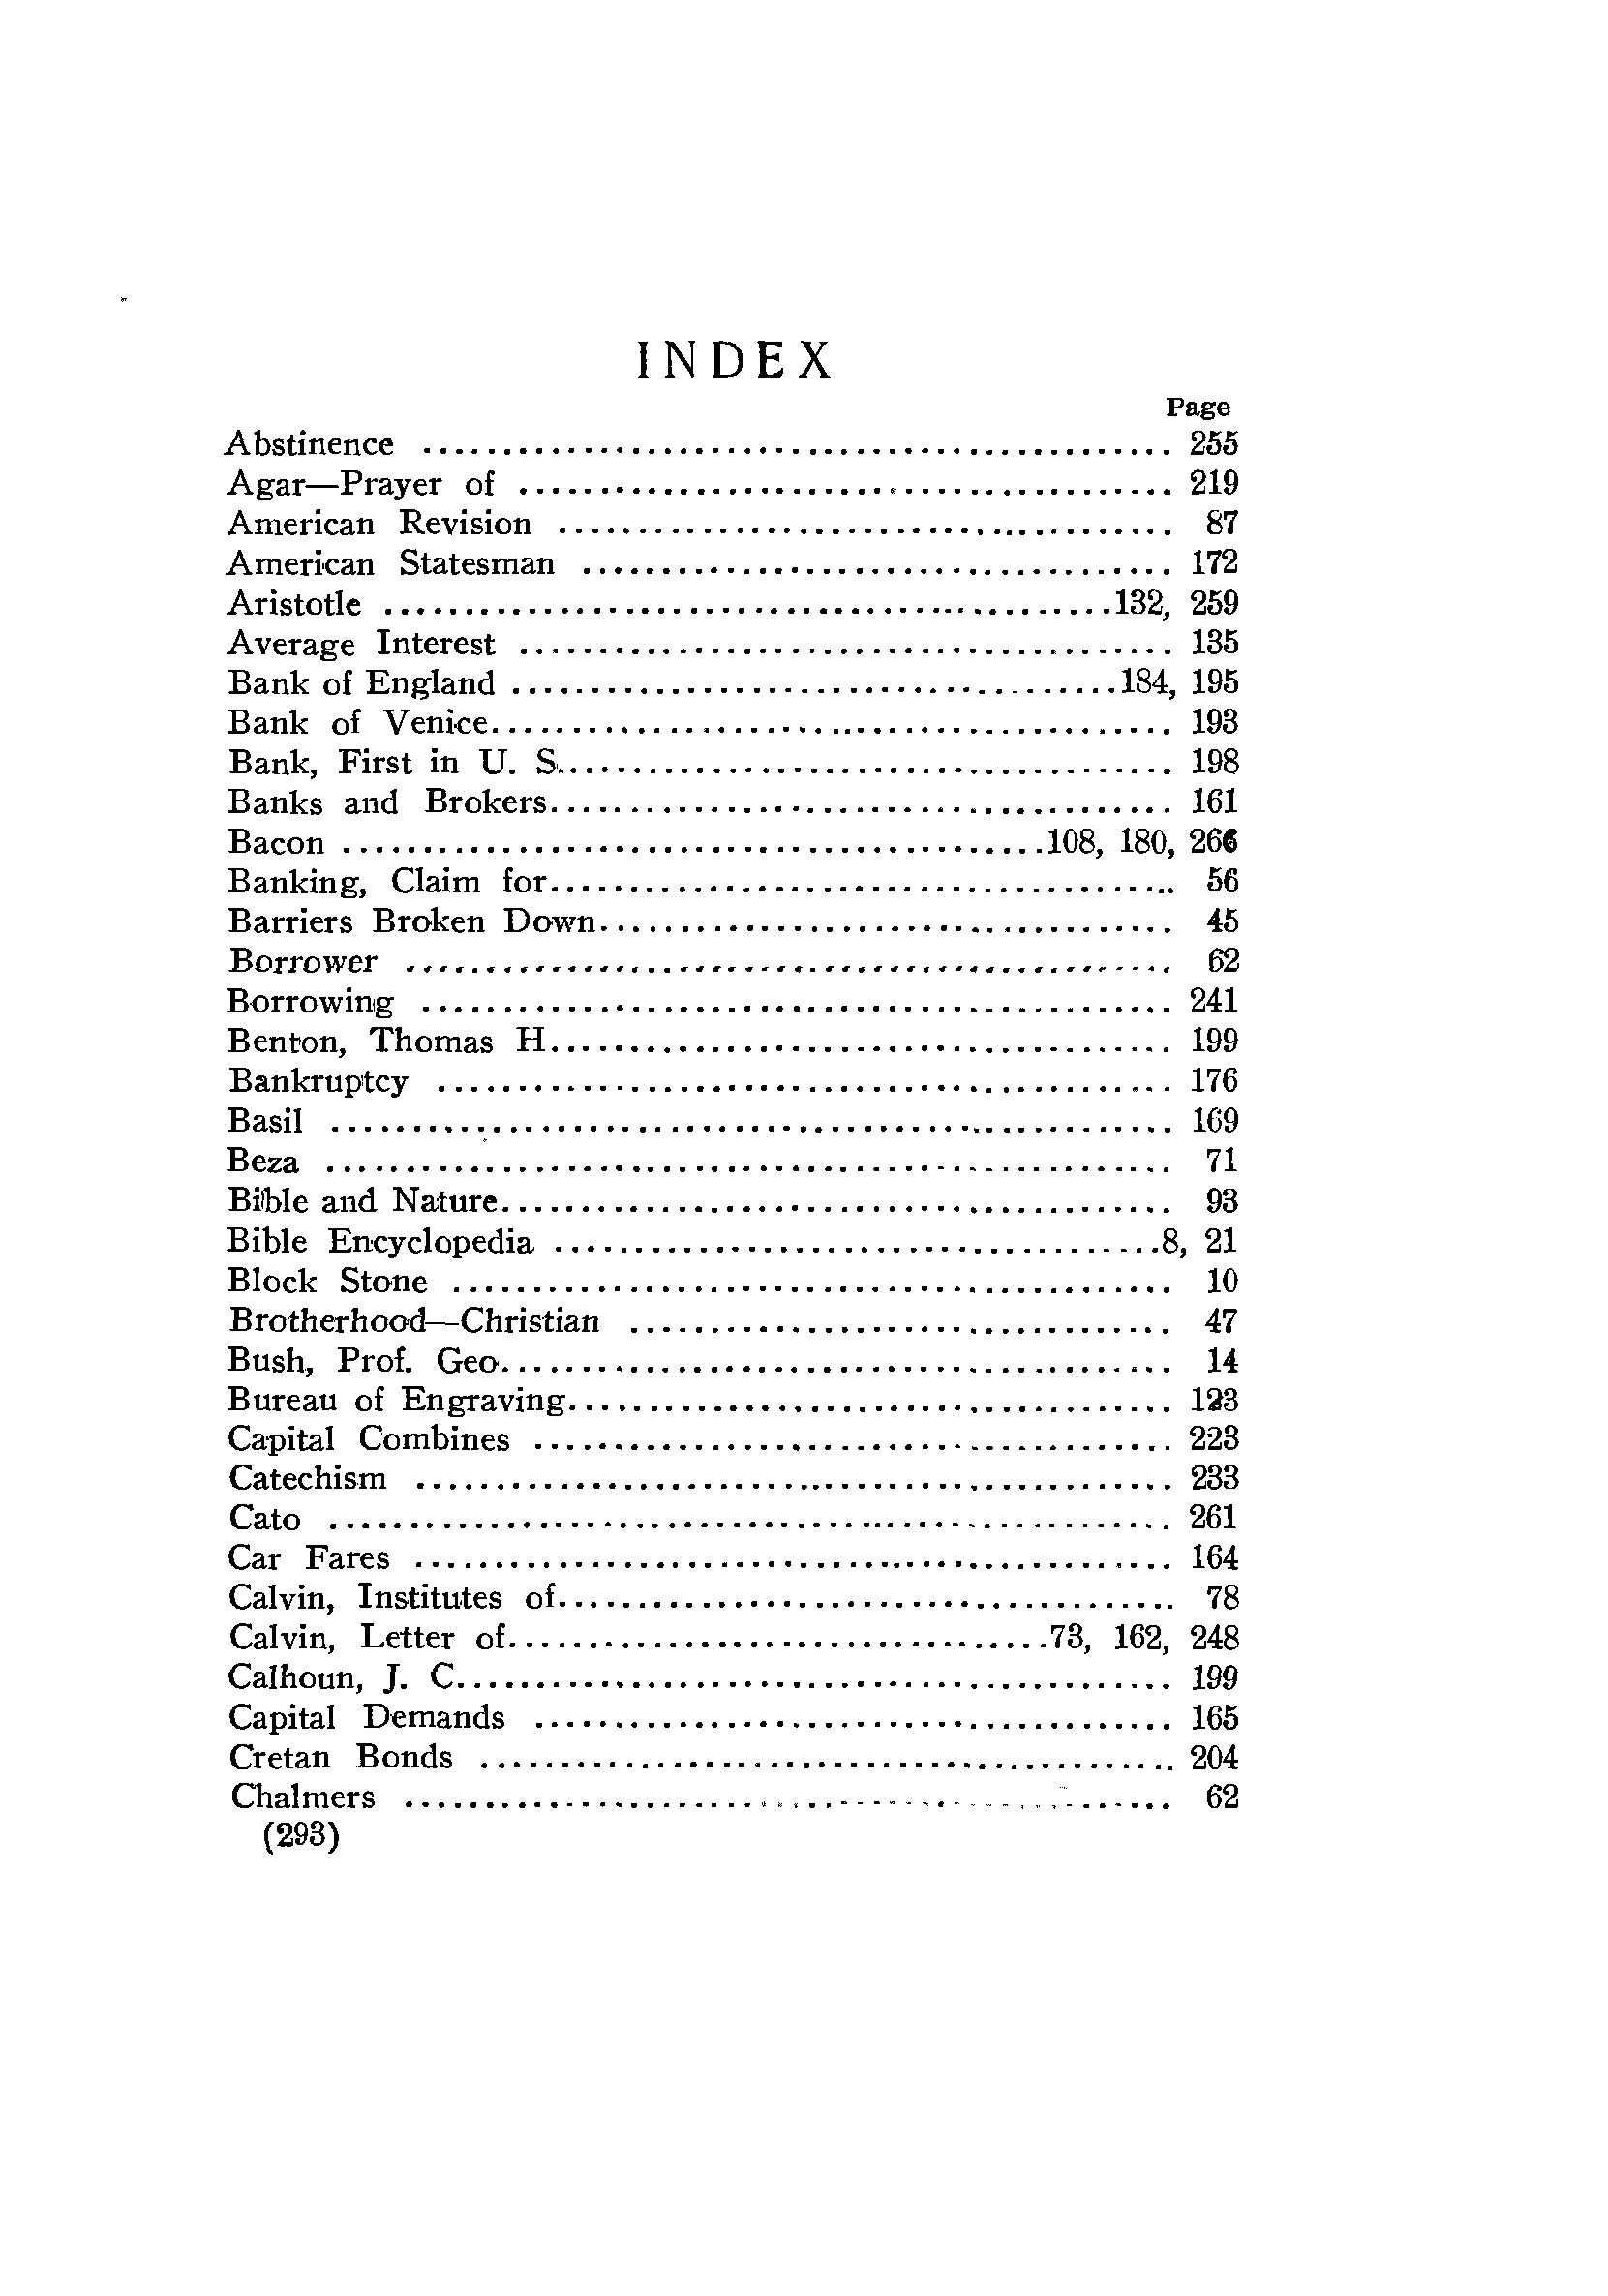 INDEX
Page
Abstinence ............................................... 255
Agar—Prayer of ......................................... 219
American Revision ...................................... 87
American Statesman ..................................... 172
Aristotle .............................................132, 259
Average Interest ......................................... 135
Bank of England ......................................184, 195
Bank of Venice........................................... 193
Bank, First in U. S....................................... 198
Banks and Brokers....................................... 161
Bacon ............................................108, 180, 266
Banking, Claim for....................................... 56
Barriers Broken Down.................................... 45
Borrower ................................................ 62
Borrowing ............................................... 241
Benton, Thomas H....................................... 199
Bankruptcy .............................................. 176
Basil ..................................................... 169
Beza ..................................................... 71
Bible and Nature.......................................... 93
Bible Encyclopedia ......................................8, 21
Block Stone ............................................. 10
Brotherhood—Christian .................................. 47
Bush, Prof. Geo.......................................... 14
Bureau of Engraving...................................... 123
Capital Combines ........................................ 223
Catechism ................................................ 233
Cato ..................................................... 261
Car Fares ................................................ 164
Calvin, Institutes of....................................... 78
Calvin, Letter of..................................73, 162, 248
Calhoun, J. C............................................. 199
Capital Demands ........................................ 165
Cretan Bonds ............................................ 204
Chalmers ................................................ 62
(293)